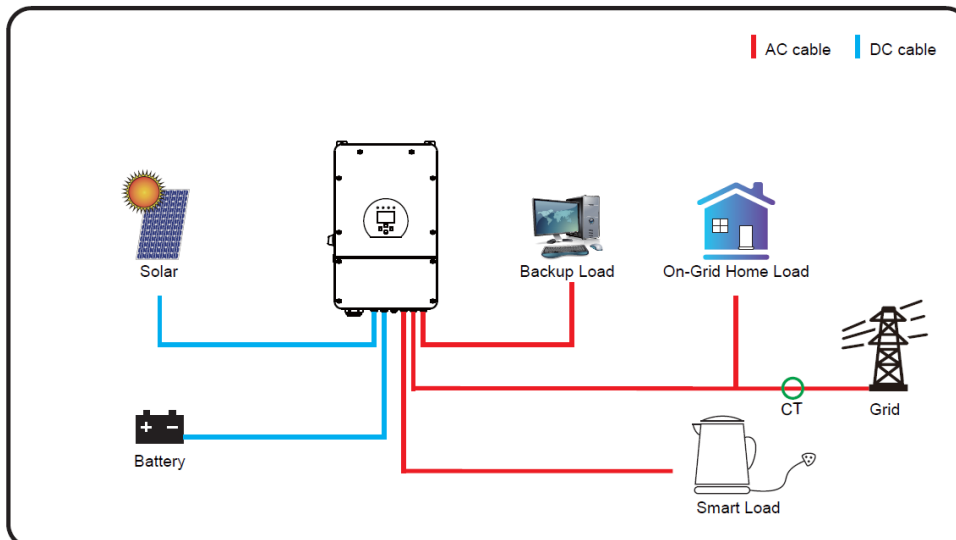 AC cable
DC cable
Solar
Backup Load
On-Grid Home Load
CT
Grid
Battery
Smart Load